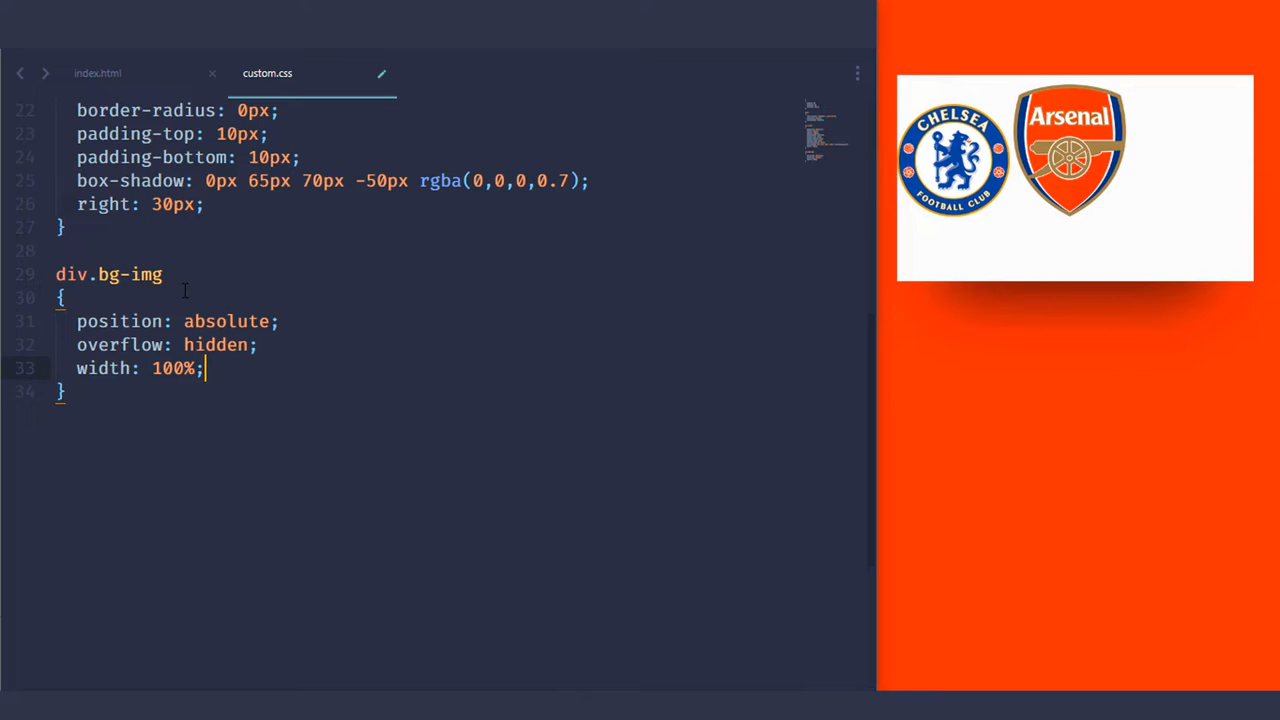 index.html
custom.css
22 border-radius: 0px;
23 padding-top: 10px;
24 padding-bottom: 10px;
25 box-shadow: 0px 65px 70px -50px rgba(0,0,0,0.7);
26 right: 30px;
27 }
28
29 div.bg-img
30 {
31 position: absolute;
32 overflow: hidden;
33 width: 100%;
34 }
CHELSEA
FOOTBALL CLUB
Arsenal